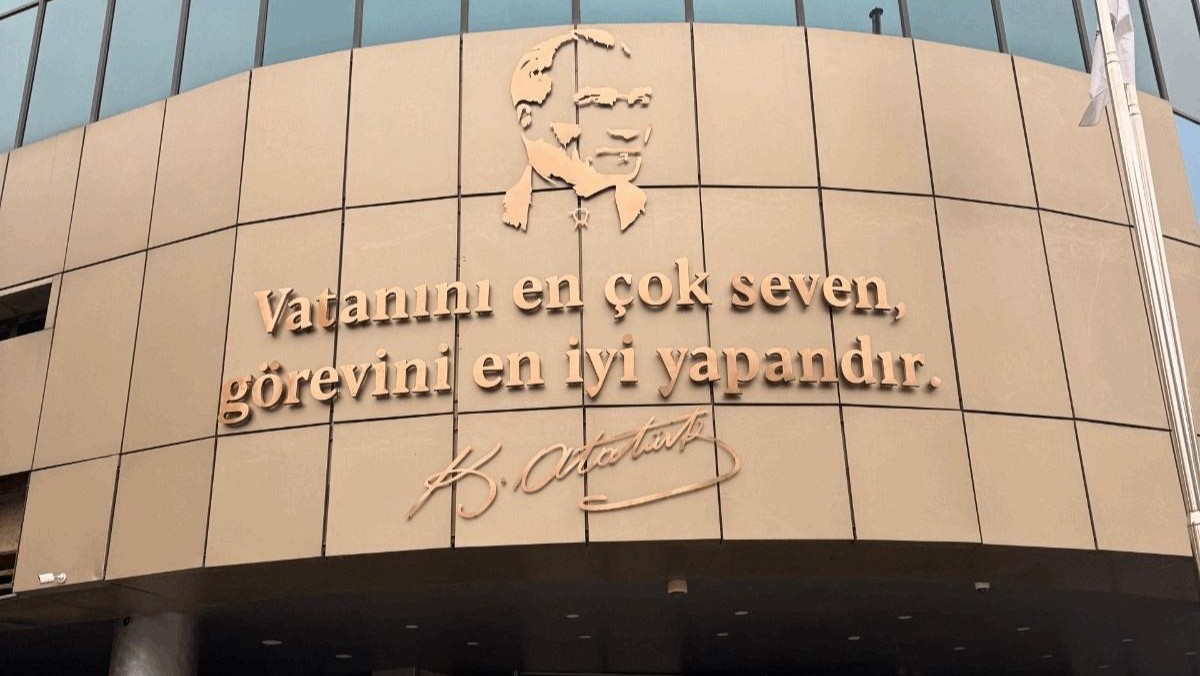 Vatanını en çok seven,
görevini en iyi yapandır.
K. Atatürk